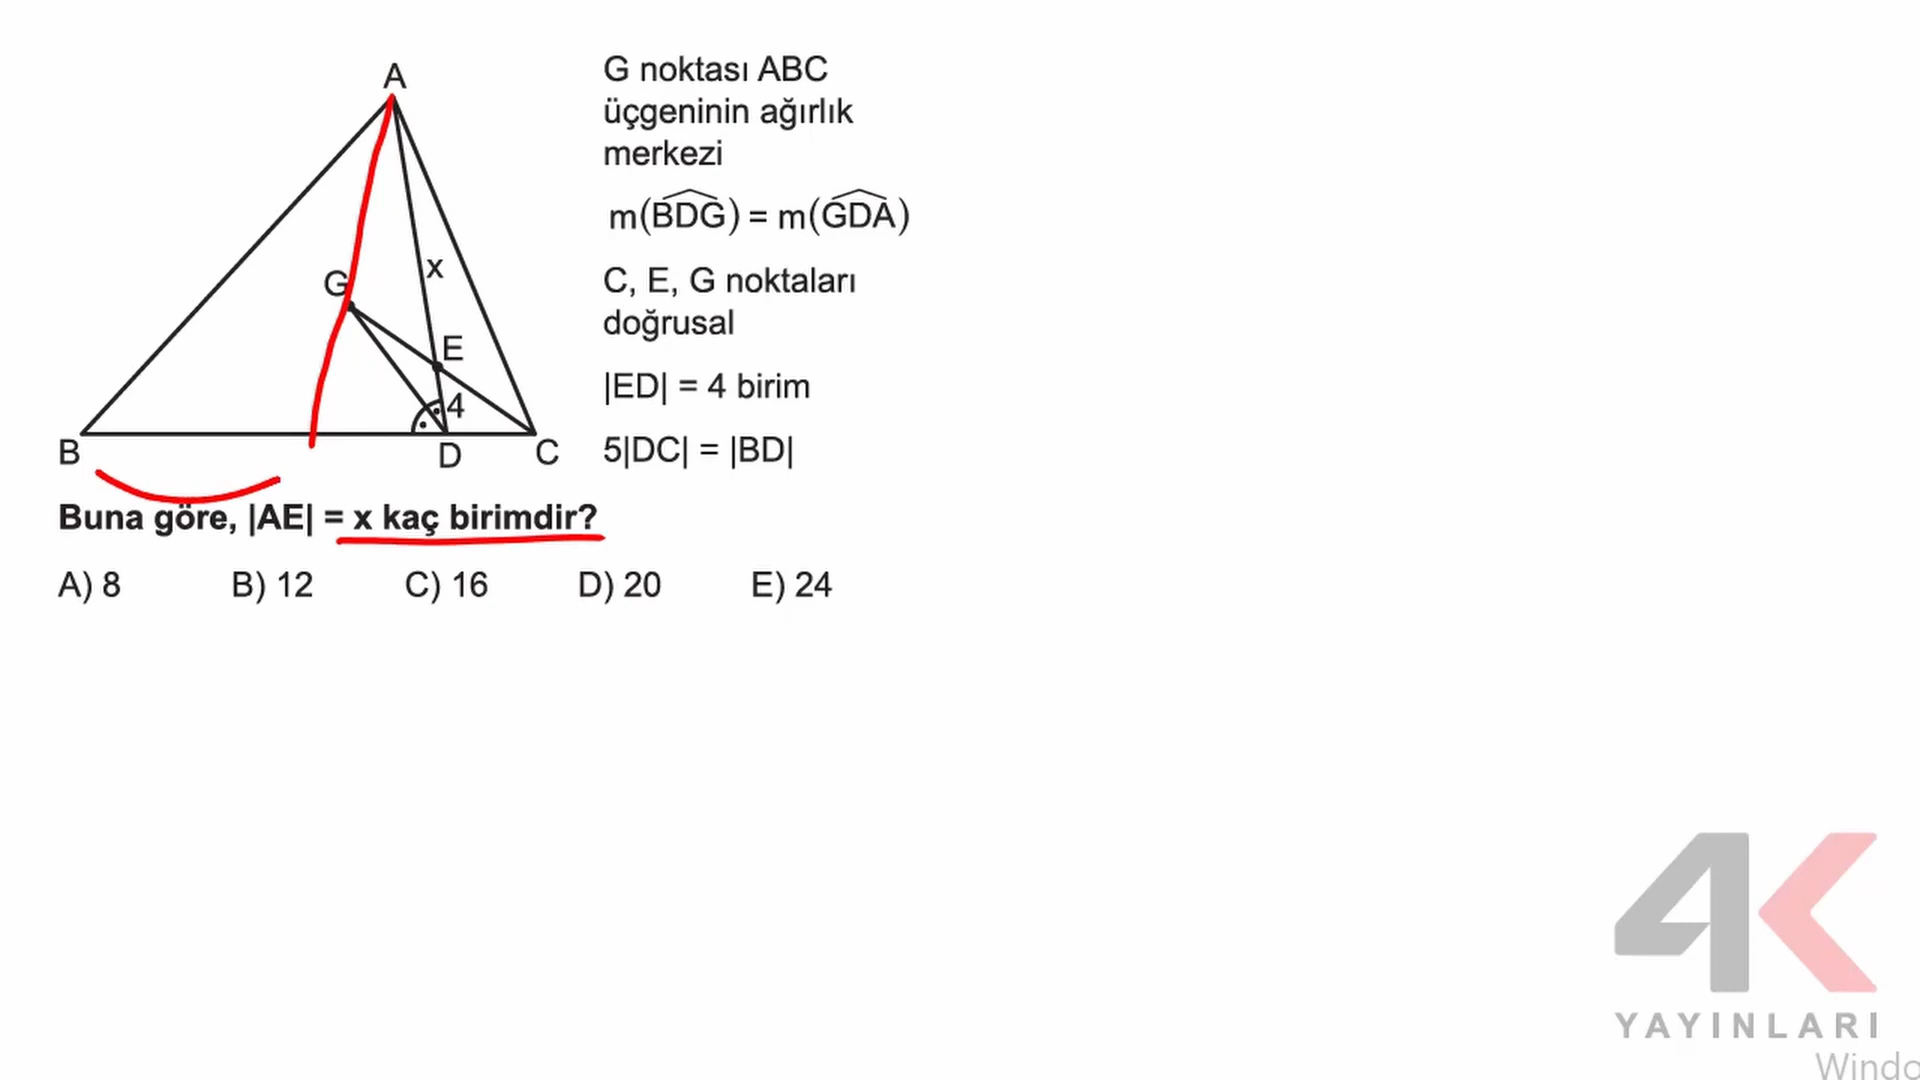 A
G noktası ABC
üçgeninin ağırlık
merkezi
m(BDG) = m(GDA)
x
G
C, E, G noktaları
doğrusal
E
|ED| = 4 birim
4
B
D
C
5|DC| = |BD|
Buna göre, |AE| = x kaç birimdir?
A) 8 B) 12 C) 16 D) 20 E) 24
4K
YAYINLARI
Windo